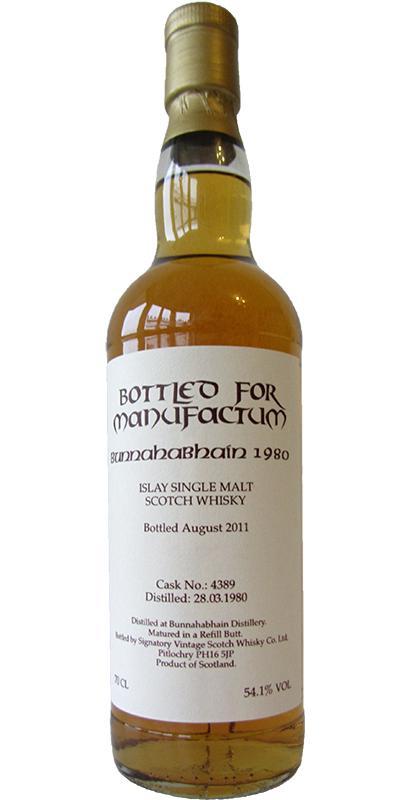 BOTTLED FOR
MANUFACTUM
BUNNAHABHAIN 1980
ISLAY SINGLE MALT
SCOTCH WHISKY
Bottled August 2011
Cask No.: 4389
Distilled: 28.03.1980
Distilled at Bunnahabhain Distillery.
Matured in a Refill Butt.
Bottled by Signatory Vintage Scotch Whisky Co. Ltd.
Pitlochry PH16 5JP
Product of Scotland.
70 CL
54.1% VOL